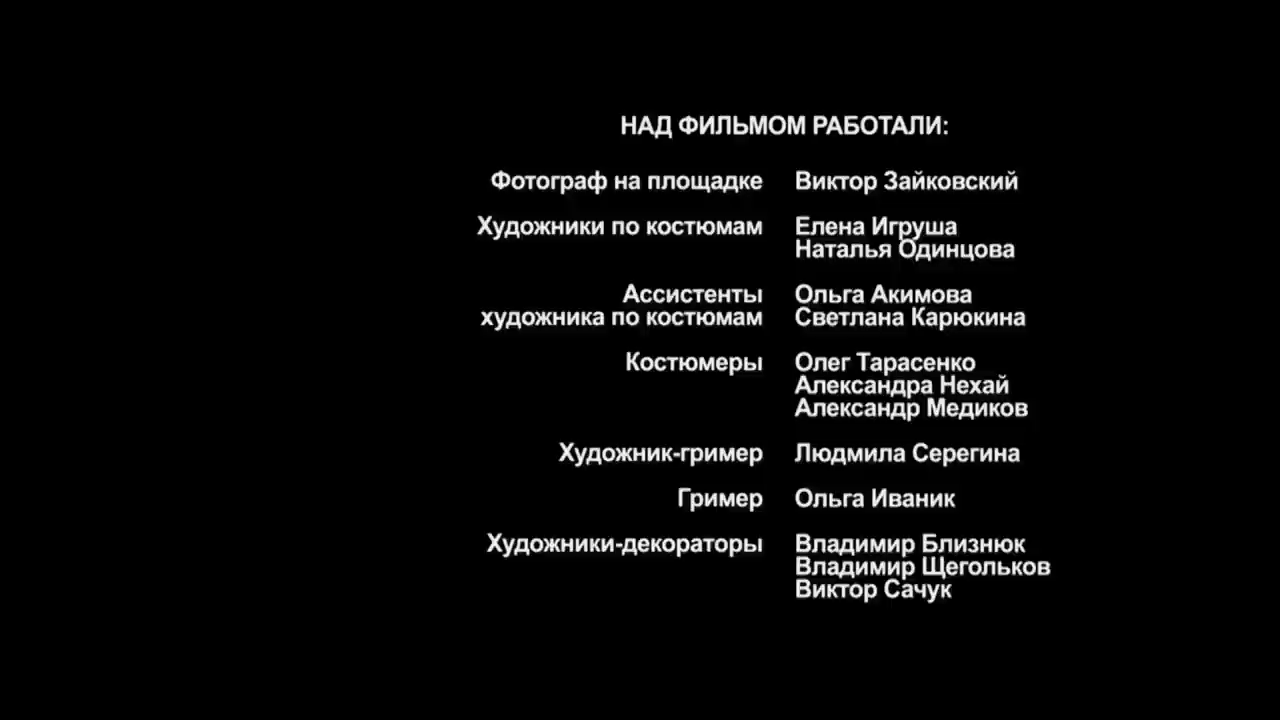 НАД ФИЛЬМОМ РАБОТАЛИ:
Фотограф на площадке Виктор Зайковский
Художники по костюмам Елена Игруша
Наталья Одинцова
Ассистенты Ольга Акимова
художника по костюмам Светлана Карюкина
Костюмеры Олег Тарасенко
Александра Нехай
Александр Медиков
Художник-гример Людмила Серегина
Гример Ольга Иваник
Художники-декораторы Владимир Близнюк
Владимир Щегольков
Виктор Сачук